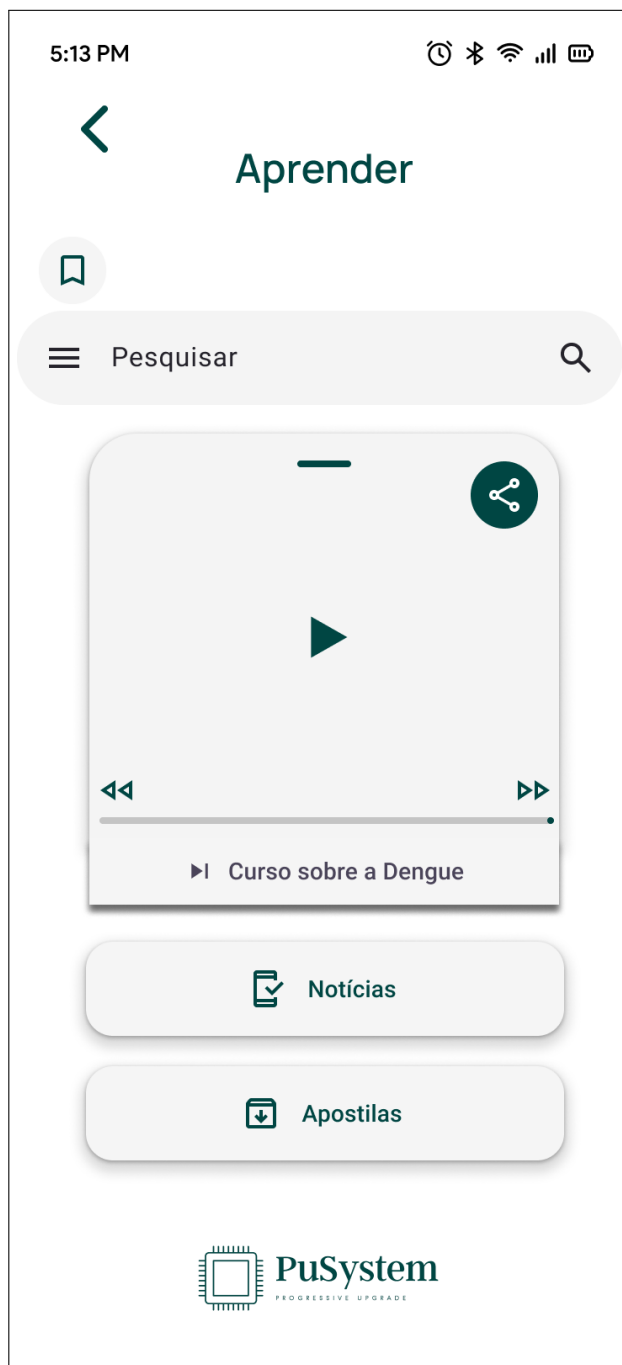 5:13 PM
Aprender
Pesquisar
Curso sobre a Dengue
Notícias
Apostilas
PuSystem
PROGRESSIVE UPGRADE